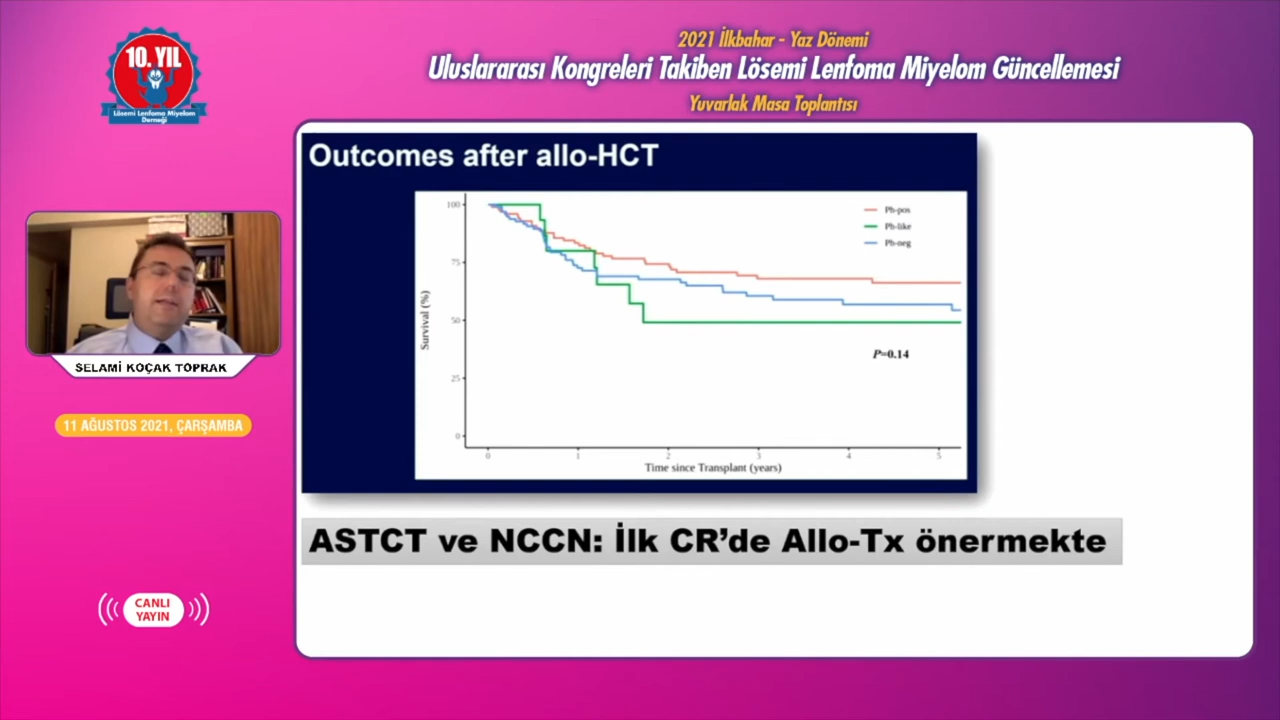 10. YIL
Lösemi Lenfoma Miyelom
Derneği
2021 İlkbahar - Yaz Dönemi
Uluslararası Kongreleri Takiben Lösemi Lenfoma Miyelom Güncellemesi
Yuvarlak Masa Toplantısı
SELAMİ KOÇAK TOPRAK
11 AĞUSTOS 2021, ÇARŞAMBA
CANLI
YAYIN
Outcomes after allo-HCT
Survival (%)
100
75
50
25
0
Ph-pos
Ph-like
Ph-neg
P=0.14
0 1 2 3 4 5
Time since Transplant (years)
ASTCT ve NCCN: İlk CR’de Allo-Tx önermekte